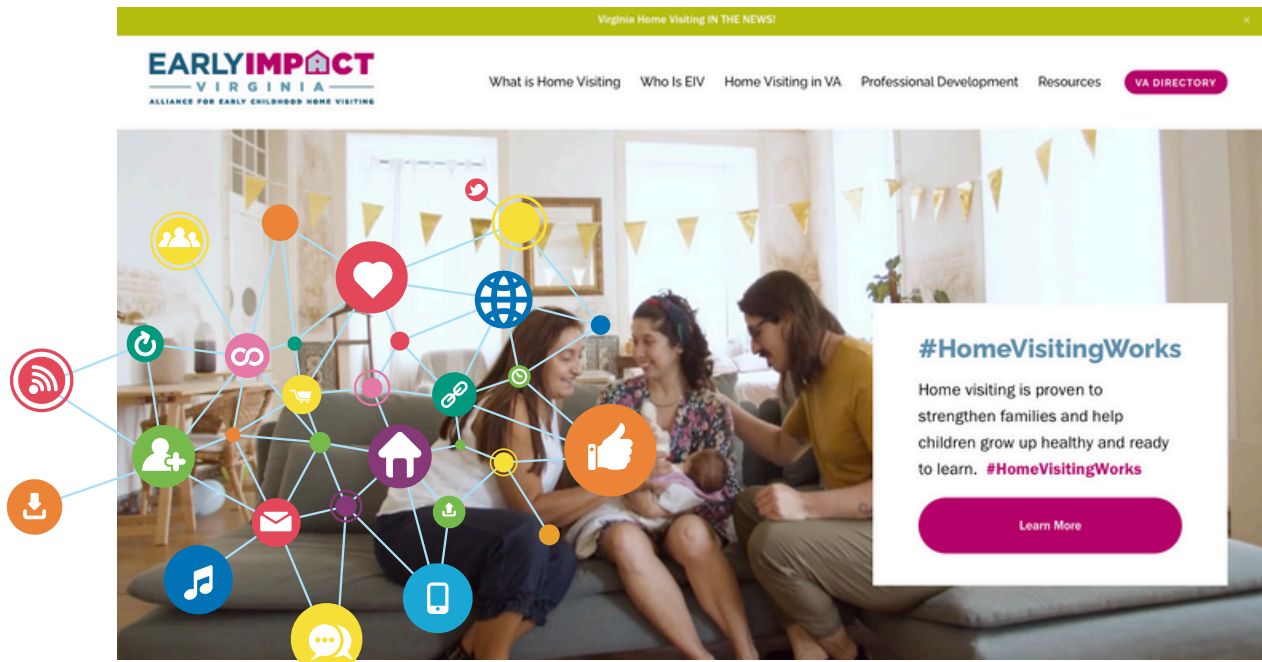 Virginia Home Visiting IN THE NEWS!
×
EARLYIMPACT
VIRGINIA
ALLIANCE FOR EARLY CHILDHOOD HOME VISITING
What is Home Visiting Who Is EIV Home Visiting in VA Professional Development Resources VA DIRECTORY
#HomeVisitingWorks
Home visiting is proven to
strengthen families and help
children grow up healthy and ready
to learn. #HomeVisitingWorks
Learn More